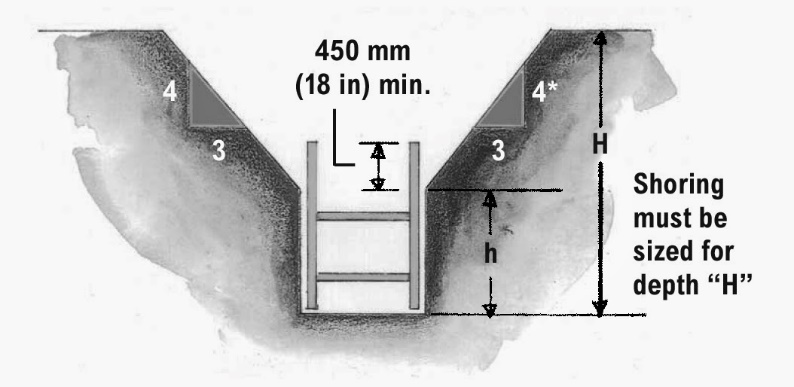 450 mm
(18 in) min.
4
3
4*
3
H
h
Shoring
must be
sized for
depth “H”